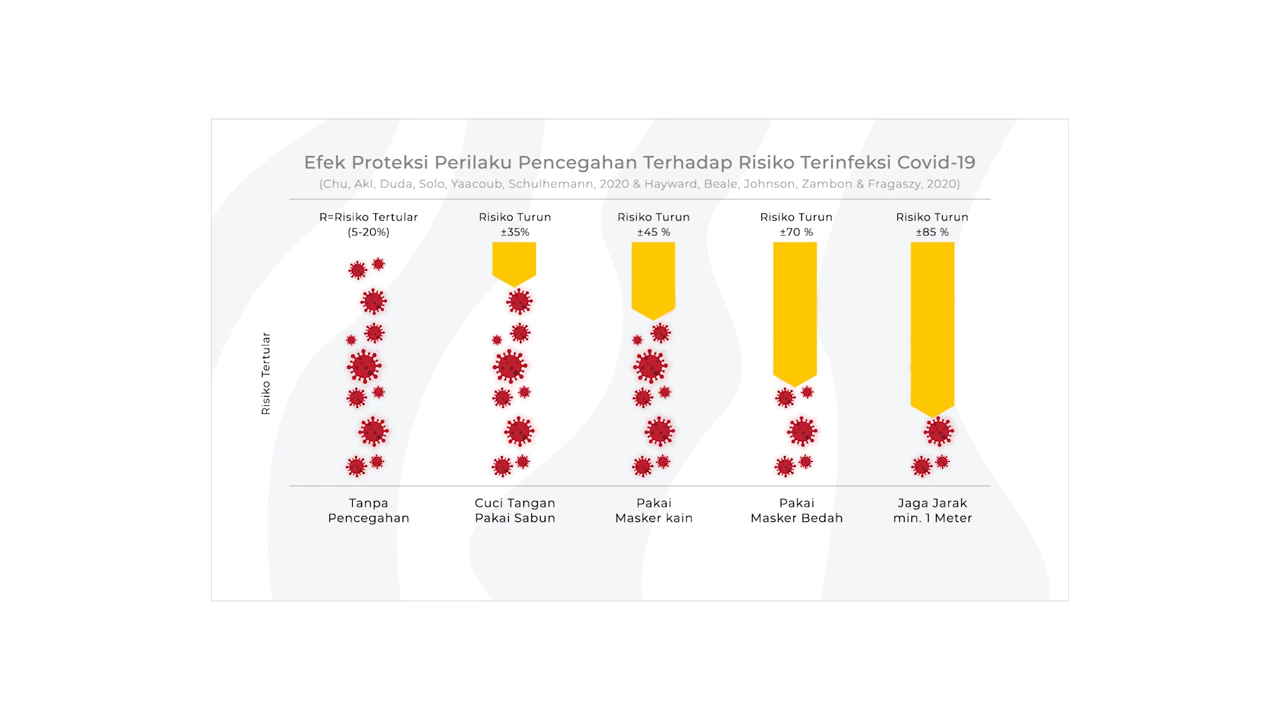 Efek Proteksi Perilaku Pencegahan Terhadap Risiko Terinfeksi Covid-19
(Chu, Akl, Duda, Solo, Yaacoub, Schulhemann, 2020 & Hayward, Beale, Johnson, Zambon & Fragaszy, 2020)
R=Risiko Tertular
(5-20%)
Risiko Turun
±35%
Risiko Turun
±45 %
Risiko Turun
±70 %
Risiko Turun
±85 %
Risiko Tertular
Tanpa
Pencegahan
Cuci Tangan
Pakai Sabun
Pakai
Masker kain
Pakai
Masker Bedah
Jaga Jarak
min. 1 Meter